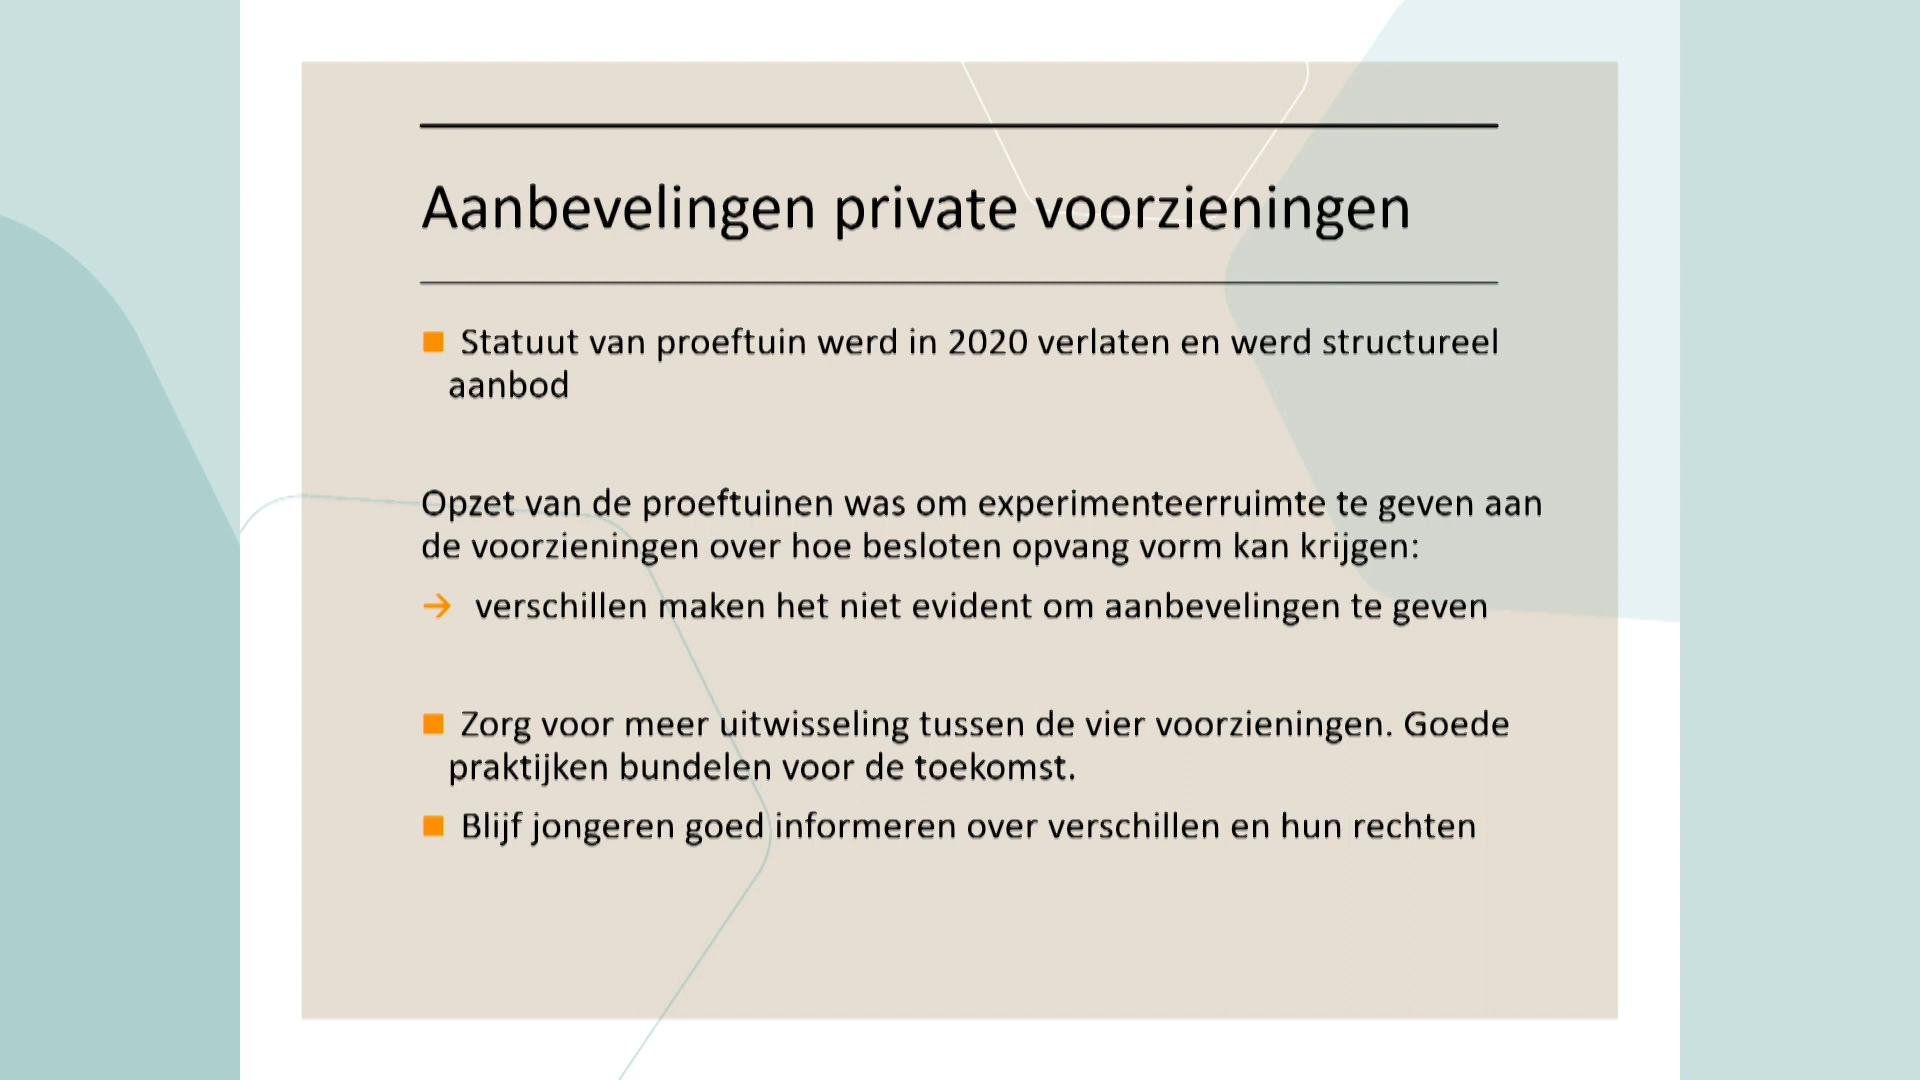 Aanbevelingen private voorzieningen
Statuut van proeftuin werd in 2020 verlaten en werd structureel
aanbod
Opzet van de proeftuinen was om experimenteerruimte te geven aan
de voorzieningen over hoe besloten opvang vorm kan krijgen:
→ verschillen maken het niet evident om aanbevelingen te geven
Zorg voor meer uitwisseling tussen de vier voorzieningen. Goede
praktijken bundelen voor de toekomst.
Blijf jongeren goed informeren over verschillen en hun rechten